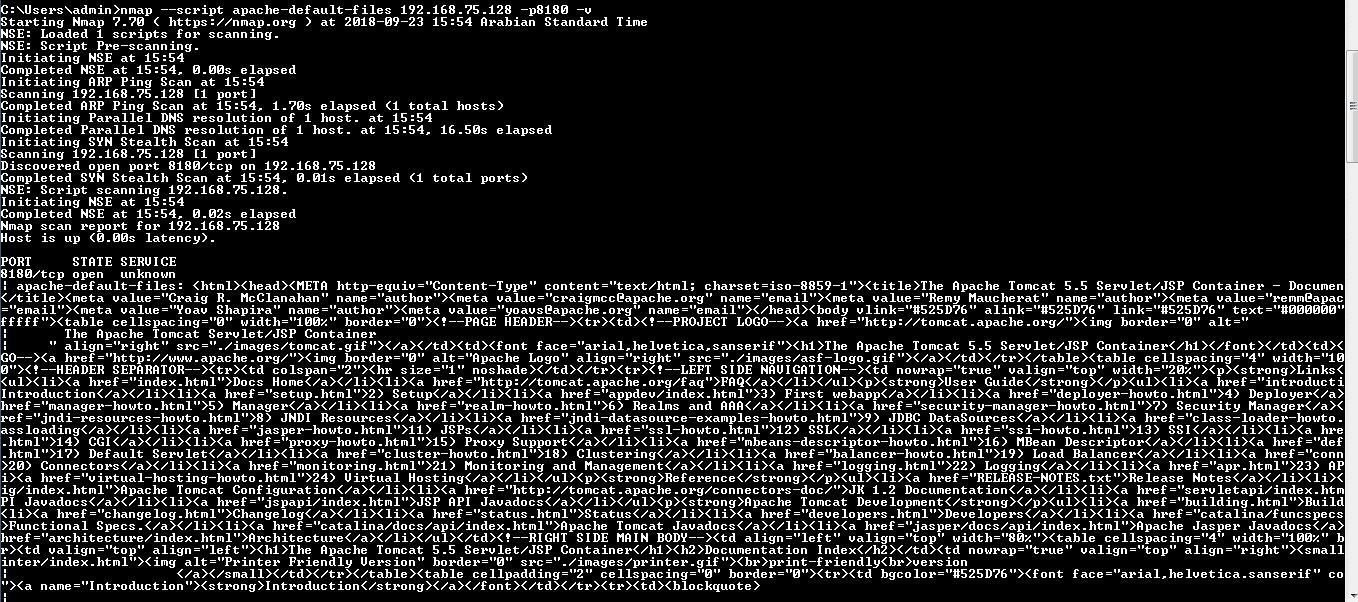 C:\Users\admin>nmap --script apache-default-files 192.168.75.128 -p8180 -v
Starting Nmap 7.70 ( https://nmap.org ) at 2018-09-23 15:54 Arabian Standard Time
NSE: Loaded 1 scripts for scanning.
NSE: Script Pre-scanning.
Initiating NSE at 15:54
Completed NSE at 15:54, 0.00s elapsed
Initiating ARP Ping Scan at 15:54
Scanning 192.168.75.128 [1 port]
Completed ARP Ping Scan at 15:54, 1.70s elapsed (1 total hosts)
Initiating Parallel DNS resolution of 1 host. at 15:54
Completed Parallel DNS resolution of 1 host. at 15:54, 16.50s elapsed
Initiating SYN Stealth Scan at 15:54
Scanning 192.168.75.128 [1 port]
Discovered open port 8180/tcp on 192.168.75.128
Completed SYN Stealth Scan at 15:54, 0.01s elapsed (1 total ports)
NSE: Script scanning 192.168.75.128.
Initiating NSE at 15:54
Completed NSE at 15:54, 0.02s elapsed
Nmap scan report for 192.168.75.128
Host is up (0.00s latency).
PORT     STATE SERVICE
8180/tcp open  unknown
| apache-default-files: <html><head><META http-equiv="Content-Type" content="text/html; charset=iso-8859-1"><title>The Apache Tomcat 5.5 Servlet/JSP Container - Documen
</title><meta value="Craig R. McClanahan" name="author"><meta value="craigmcc@apache.org" name="email"><meta value="Remy Maucherat" name="author"><meta value="remm@apac
="email"><meta value="Yoav Shapira" name="author"><meta value="yoavs@apache.org" name="email"></head><body vlink="#525D76" alink="#525D76" link="#525D76" text="#000000"
fffff"><table cellspacing="0" width="100%" border="0"><!--PAGE HEADER--><tr><td><!--PROJECT LOGO--><a href="http://tomcat.apache.org/"><img border="0" alt="
|       The Apache Tomcat Servlet/JSP Container
|     " align="right" src="./images/tomcat.gif"></a></td><td><font face="arial,helvetica,sanserif"><h1>The Apache Tomcat 5.5 Servlet/JSP Container</h1></font></td><td><
GO--><a href="http://www.apache.org/"><img border="0" alt="Apache Logo" align="right" src="./images/asf-logo.gif"></a></td></tr></table><table cellspacing="4" width="10
0"><!--HEADER SEPARATOR--><tr><td colspan="2"><hr size="1" noshade></td></tr><tr><!--LEFT SIDE NAVIGATION--><td nowrap="true" valign="top" width="20%"><p><strong>Links<
<ul><li><a href="index.html">Docs Home</a></li><li><a href="http://tomcat.apache.org/faq">FAQ</a></li></ul><p><strong>User Guide</strong></p><ul><li><a href="introducti
Introduction</a></li><li><a href="setup.html">2) Setup</a></li><li><a href="appdev/index.html">3) First webapp</a></li><li><a href="deployer-howto.html">4) Deployer</a>
href="manager-howto.html">5) Manager</a></li><li><a href="realm-howto.html">6) Realms and AAA</a></li><li><a href="security-manager-howto.html">7) Security Manager</a><
ef="jndi-resources-howto.html">8) JNDI Resources</a></li><li><a href="jndi-datasource-examples-howto.html">9) JDBC DataSources</a></li><li><a href="class-loader-howto.
assloading</a></li><li><a href="jasper-howto.html">11) JSPs</a></li><li><a href="ssl-howto.html">12) SSL</a></li><li><a href="ssi-howto.html">13) SSI</a></li><li><a hre
.html">14) CGI</a></li><li><a href="proxy-howto.html">15) Proxy Support</a></li><li><a href="mbeans-descriptor-howto.html">16) MBean Descriptor</a></li><li><a href="def
.html">17) Default Servlet</a></li><li><a href="cluster-howto.html">18) Clustering</a></li><li><a href="balancer-howto.html">19) Load Balancer</a></li><li><a href="conn
>20) Connectors</a></li><li><a href="monitoring.html">21) Monitoring and Management</a></li><li><a href="logging.html">22) Logging</a></li><li><a href="apr.html">23) AP
i><a href="virtual-hosting-howto.html">24) Virtual Hosting</a></li></ul><p><strong>Reference</strong></p><ul><li><a href="RELEASE-NOTES.txt">Release Notes</a></li><li><
ig/index.html">Apache Tomcat Configuration</a></li><li><a href="http://tomcat.apache.org/connectors-doc/">JK 1.2 Documentation</a></li><li><a href="servletapi/index.htm
PI Javadocs</a></li><li><a href="jspapi/index.html">JSP API Javadocs</a></li></ul><p><strong>Apache Tomcat Development</strong></p><ul><li><a href="building.html">Build
<li><a href="changelog.html">Changelog</a></li><li><a href="status.html">Status</a></li><li><a href="developers.html">Developers</a></li><li><a href="catalina/funcspecs
>Functional Specs.</a></li><li><a href="catalina/docs/api/index.html">Apache Tomcat Javadocs</a></li><li><a href="jasper/docs/api/index.html">Apache Jasper Javadocs</a>
href="architecture/index.html">Architecture</a></li></ul></td><!--RIGHT SIDE MAIN BODY--><td align="left" valign="top" width="80%"><table cellspacing="4" width="100%" b
r><td valign="top" align="left"><h1>The Apache Tomcat 5.5 Servlet/JSP Container</h1><h2>Documentation Index</h2></td><td nowrap="true" valign="top" align="right"><small
inter/index.html"><img alt="Printer Friendly Version" border="0" src="./images/printer.gif"><br>print-friendly<br>version
|                     </a></small></td></tr></table><table cellpadding="2" cellspacing="0" border="0"><tr><td bgcolor="#525D76"><font face="arial,helvetica.sanserif" co
"><a name="Introduction"><strong>Introduction</strong></a></font></td></tr><tr><td><blockquote>
|